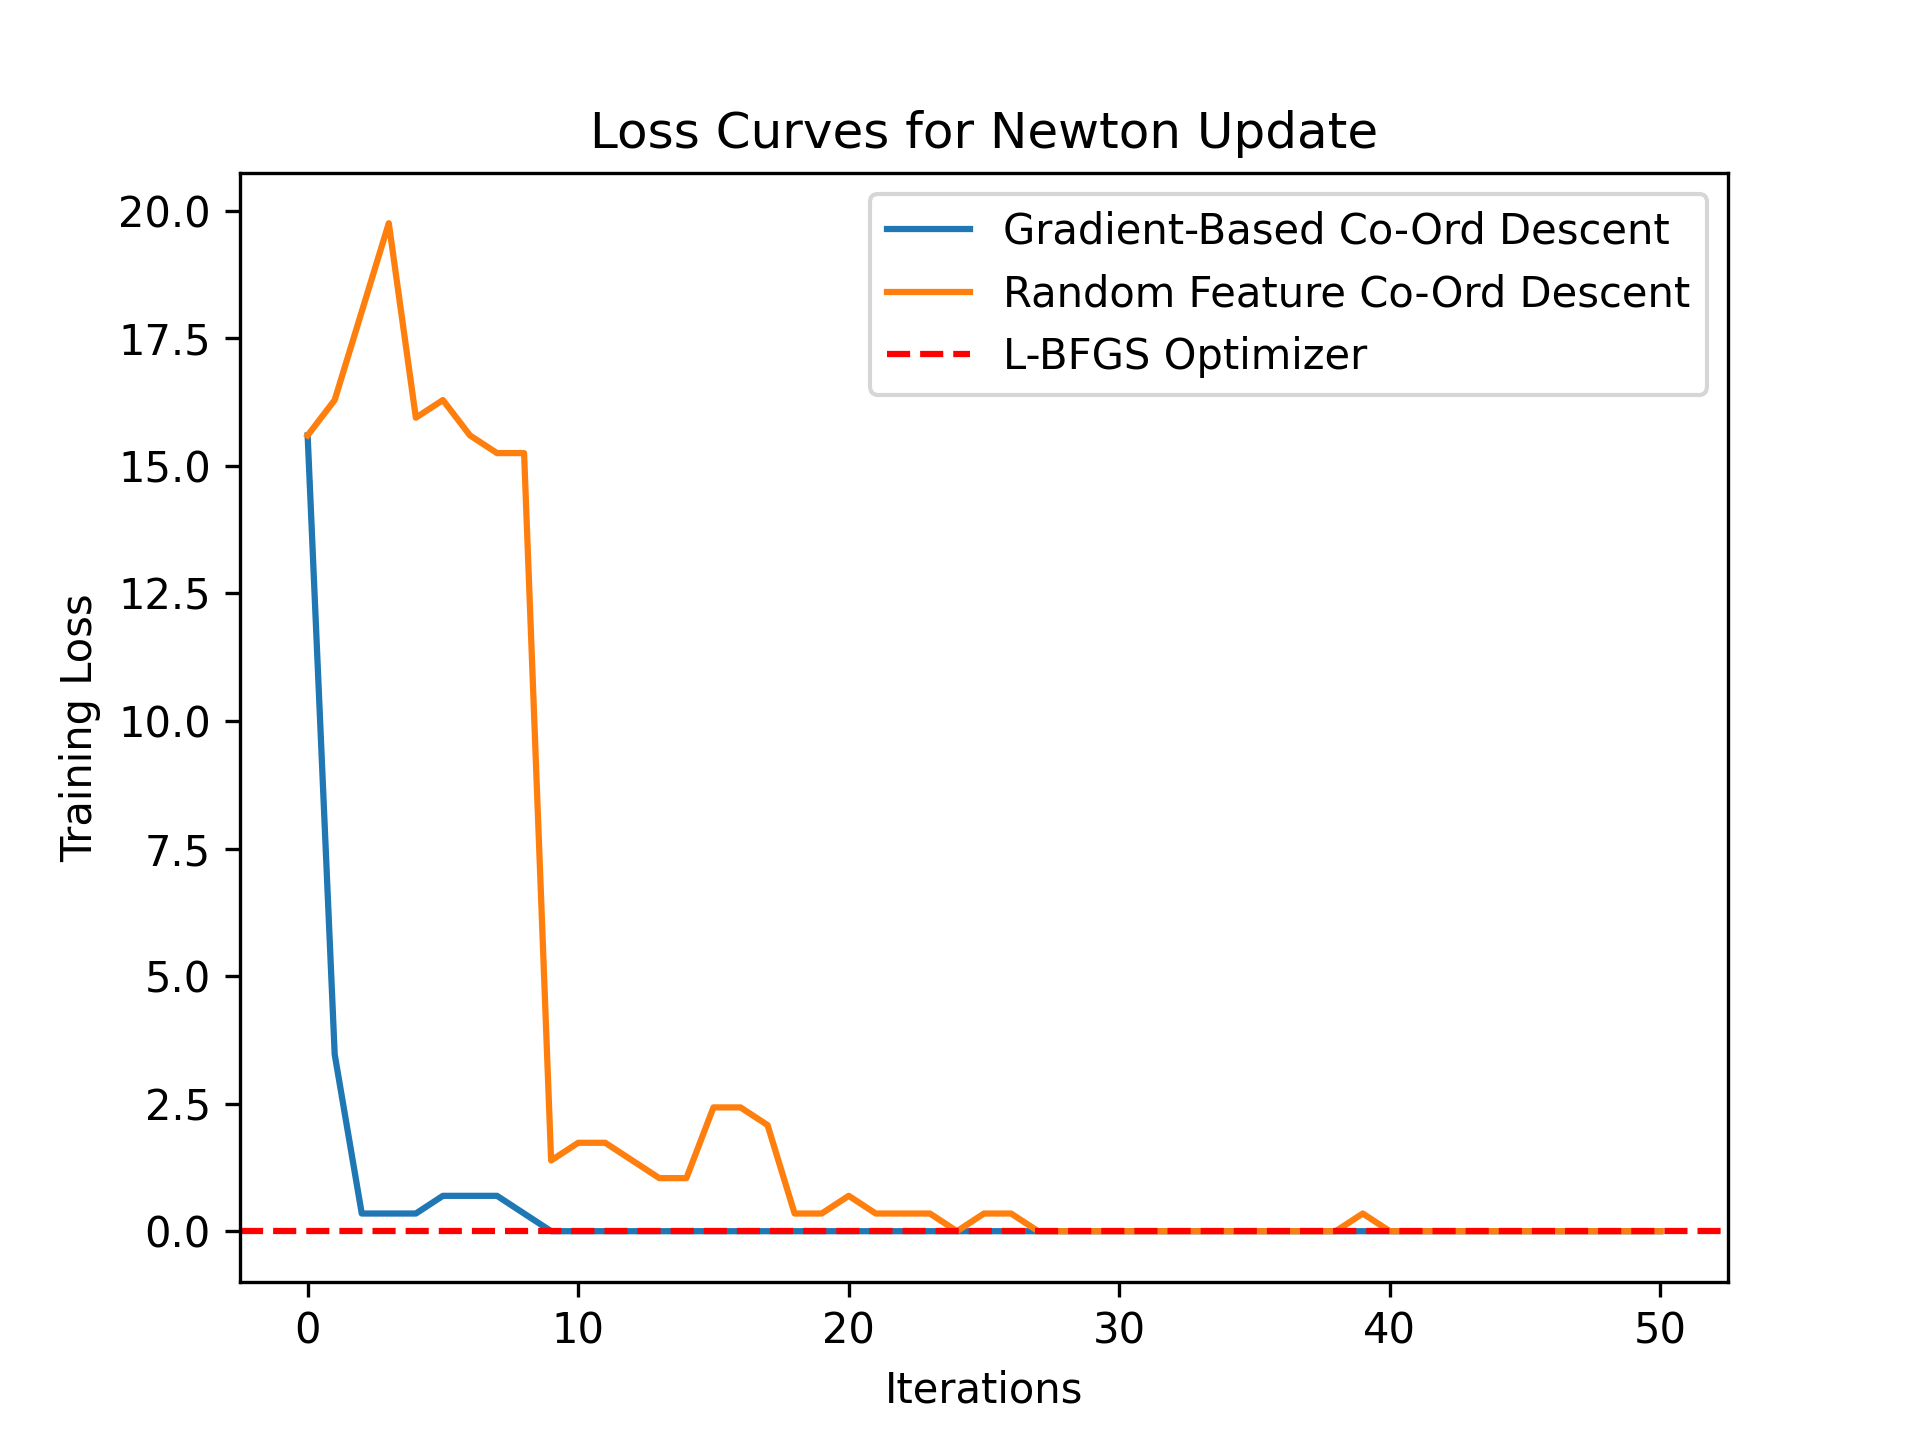 Loss Curves for Newton Update
Gradient-Based Co-Ord Descent
Random Feature Co-Ord Descent
L-BFGS Optimizer
20.0
17.5
15.0
12.5
10.0
7.5
5.0
2.5
0.0
Training Loss
0 10 20 30 40 50
Iterations